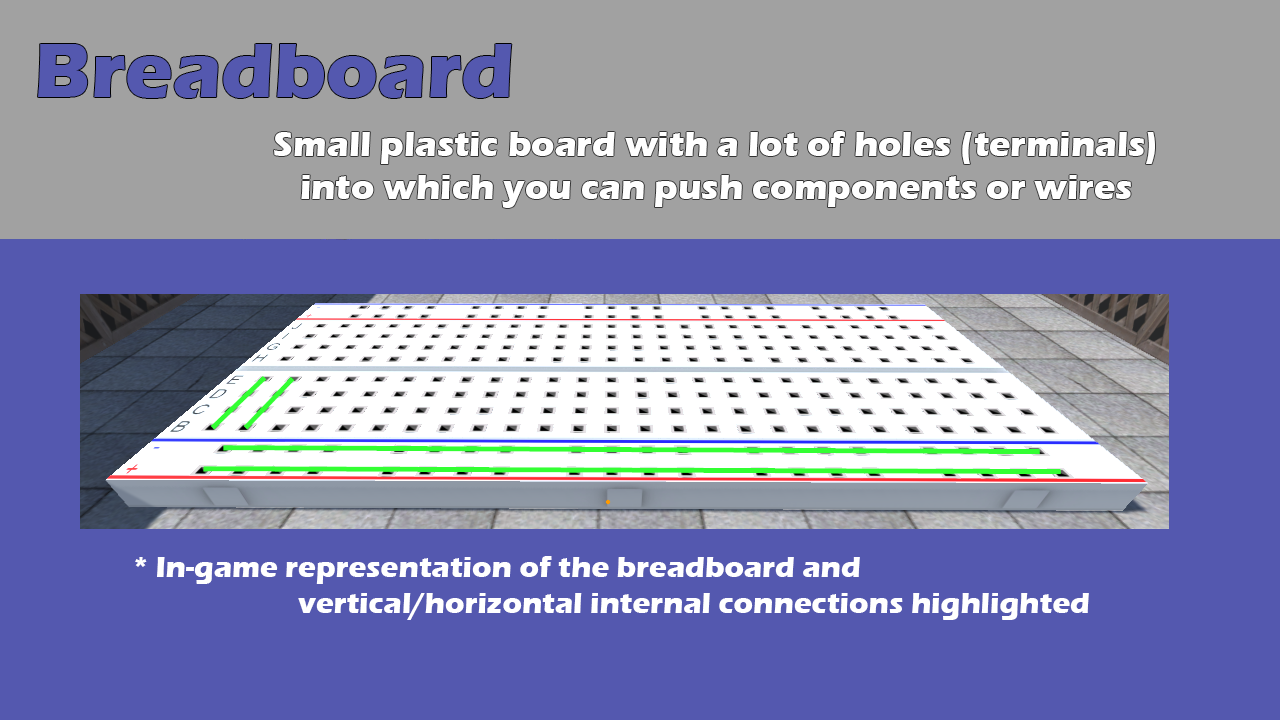 Breadboard
Small plastic board with a lot of holes (terminals)
into which you can push components or wires
J
I
G
H
E
D
C
B
-
+
* In-game representation of the breadboard and
vertical/horizontal internal connections highlighted